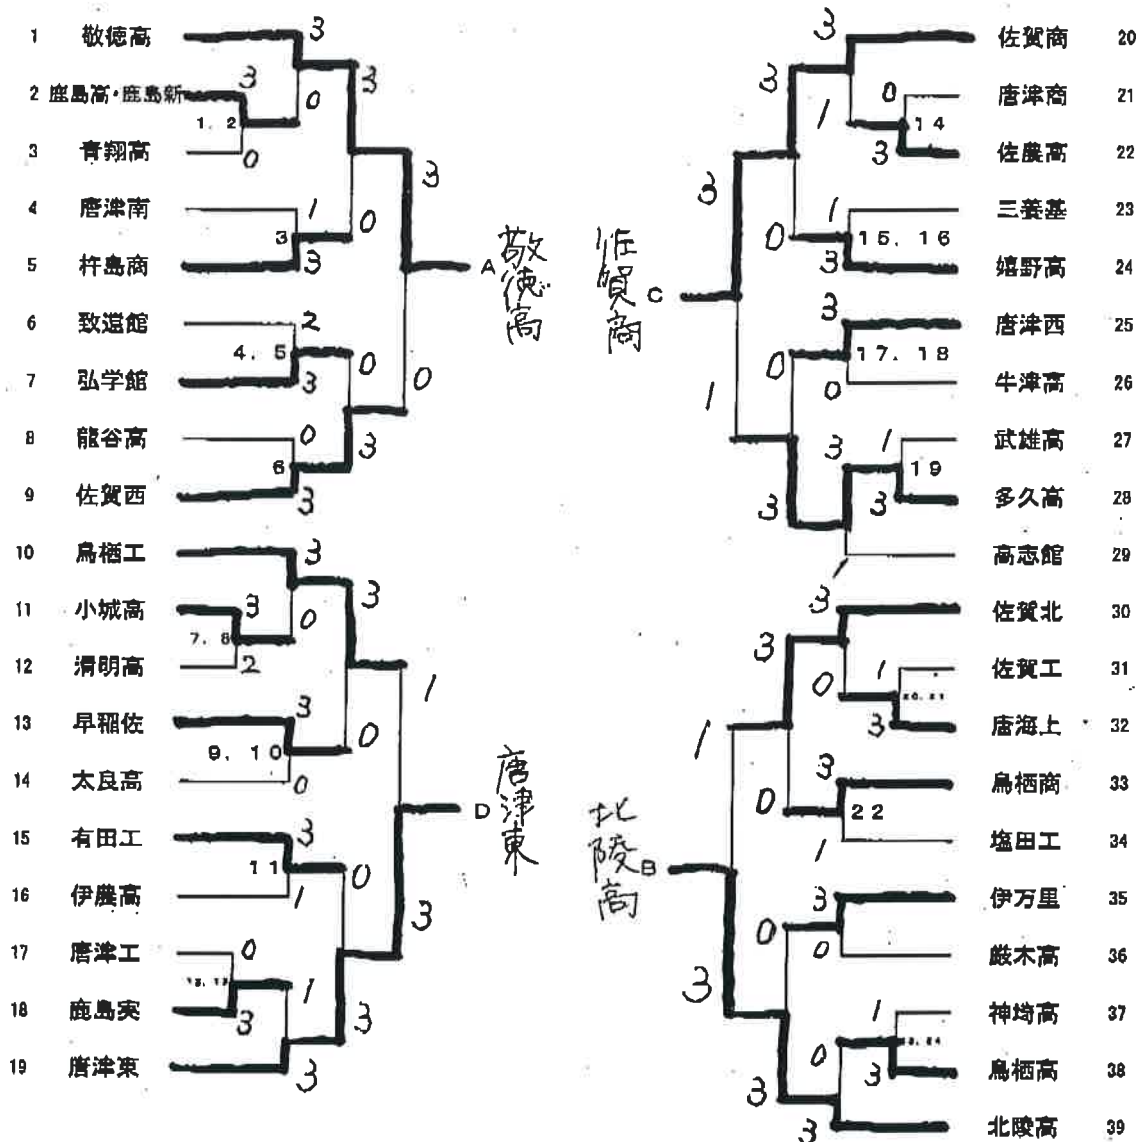 1 敬徳高 3
2 鹿島高・鹿島新 3 0 3
1, 2
3 青翔高 0 3
4 唐津南 1 0
3
5 杵島商 3
A 敬徳高
6 致遠館 2
4, 5
7 弘学館 3 0 0
8 龍谷高 0 3
6
9 佐賀西 3
10 鳥栖工 3
11 小城高 3 0 3
7, 8
12 清明高 2 1
13 早稲佐 3 0
9, 10
14 太良高 0
D 唐津東
15 有田工 3
11 0
16 伊農高 1 3
17 唐津工 0
12, 13 1
18 鹿島実 3 3
19 唐津東 3
3 佐賀商 20
3 1 0 唐津商 21
14
3 佐農高 22
3
0 1 三養基 23
15, 16
3 嬉野高 24
佐賀商 C
3 唐津西 25
0 17, 18
1 0 牛津高 26
3 1 武雄高 27
19
3 3 多久高 28
1 高志館 29
3 佐賀北 30
3 0 1 佐賀工 31
20, 21
1 3 唐海上 32
0 3 鳥栖商 33
22
1 塩田工 34
北陵高 B
3 伊万里 35
0 0 厳木高 36
3 1 神埼高 37
23, 24
0 3 鳥栖高 38
3 3 北陵高 39